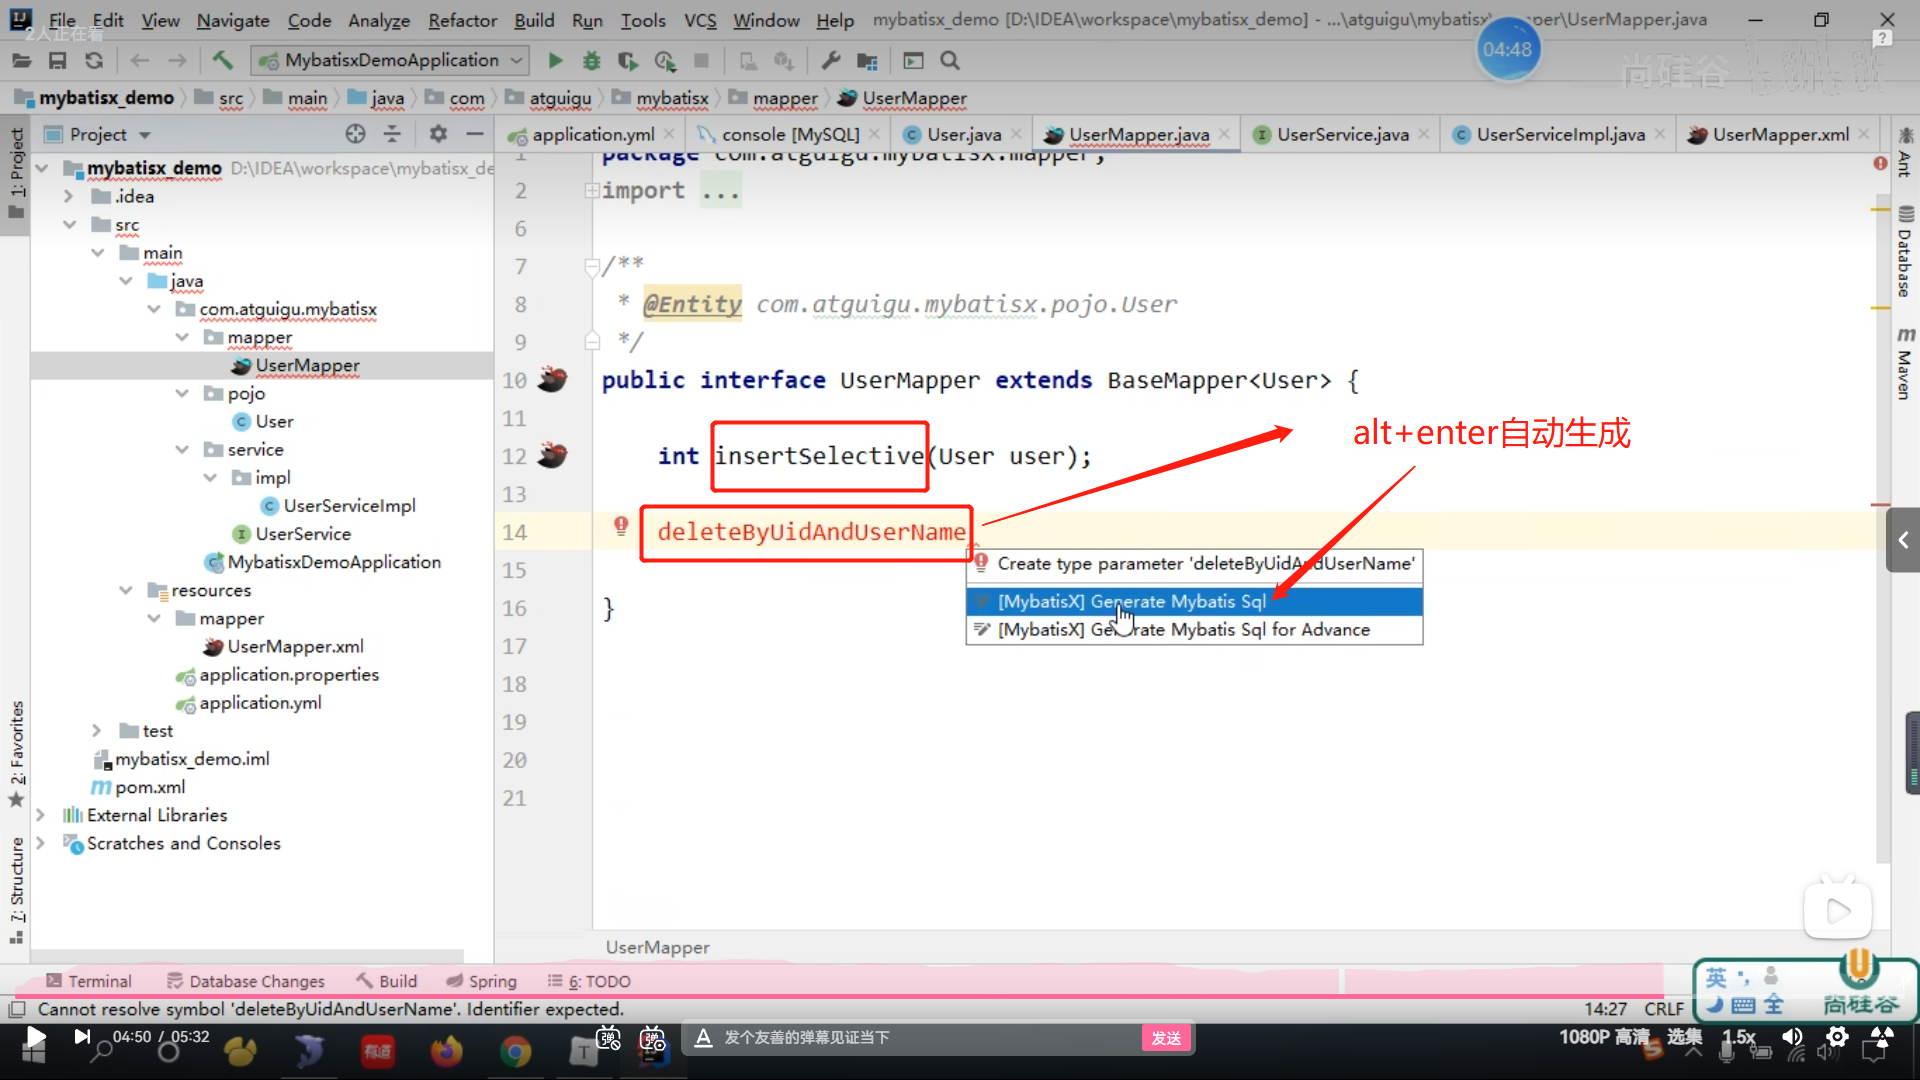 File Edit View Navigate Code Analyze Refactor Build Run Tools VCS Window Help mybatisx_demo [D:\IDEA\workspace\mybatisx_demo] - ...\atguigu\mybatisx\mapper\UserMapper.java
2人正在看
04:48
尚硅谷
MybatisxDemoApplication
mybatisx_demo src main java com atguigu mybatisx mapper UserMapper
Project
application.yml console [MySQL] User.java UserMapper.java UserService.java UserServiceImpl.java UserMapper.xml
1: Project
2: Favorites
7: Structure
mybatisx_demo D:\IDEA\workspace\mybatisx_de
.idea
src
main
java
com.atguigu.mybatisx
mapper
UserMapper
pojo
User
service
impl
UserServiceImpl
UserService
MybatisxDemoApplication
resources
mapper
UserMapper.xml
application.properties
application.yml
test
mybatisx_demo.iml
pom.xml
External Libraries
Scratches and Consoles
1 package com.atguigu.mybatisx.mapper;
2 import ...
6
7 /**
8 * @Entity com.atguigu.mybatisx.pojo.User
9 */
10 public interface UserMapper extends BaseMapper<User> {
11
12 int insertSelective(User user);
13
14 deleteByUidAndUserName
15
16 }
17
18
19
20
21
alt+enter自动生成
Create type parameter 'deleteByUidAndUserName'
[MybatisX] Generate Mybatis Sql
[MybatisX] Generate Mybatis Sql for Advance
Ant
Database
Maven
UserMapper
Terminal Database Changes Build Spring 6: TODO
Cannot resolve symbol 'deleteByUidAndUserName'. Identifier expected.
14:27 CRLF
英
全
尚硅谷
04:50 / 05:32
发个友善的弹幕见证当下
发送
1080P 高清 选集 1.5x
有道